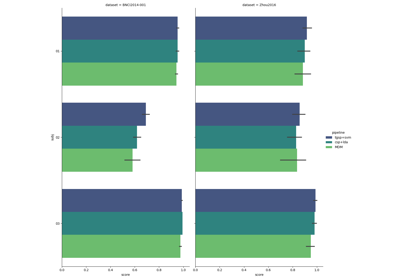 dataset = BNCI2014-001
dataset = Zhou2016
subj.
01
02
03
0.0 0.2 0.4 0.6 0.8 1.0
0.0 0.2 0.4 0.6 0.8 1.0
score
score
pipeline
tgsp+svm
MDM